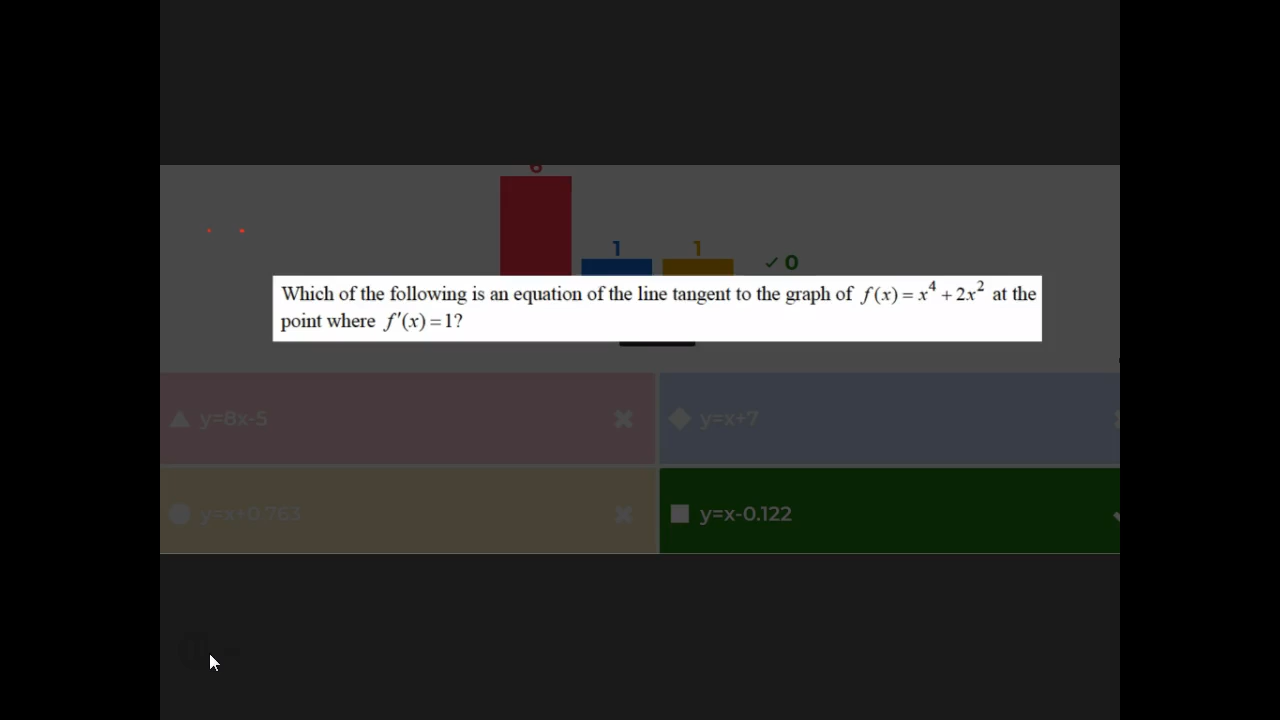 6
1
1
✓ 0
Which of the following is an equation of the line tangent to the graph of f(x) = x⁴ + 2x² at the
point where f′(x) = 1?
y=8x-5
y=x+7
y=x+0.763
y=x-0.122